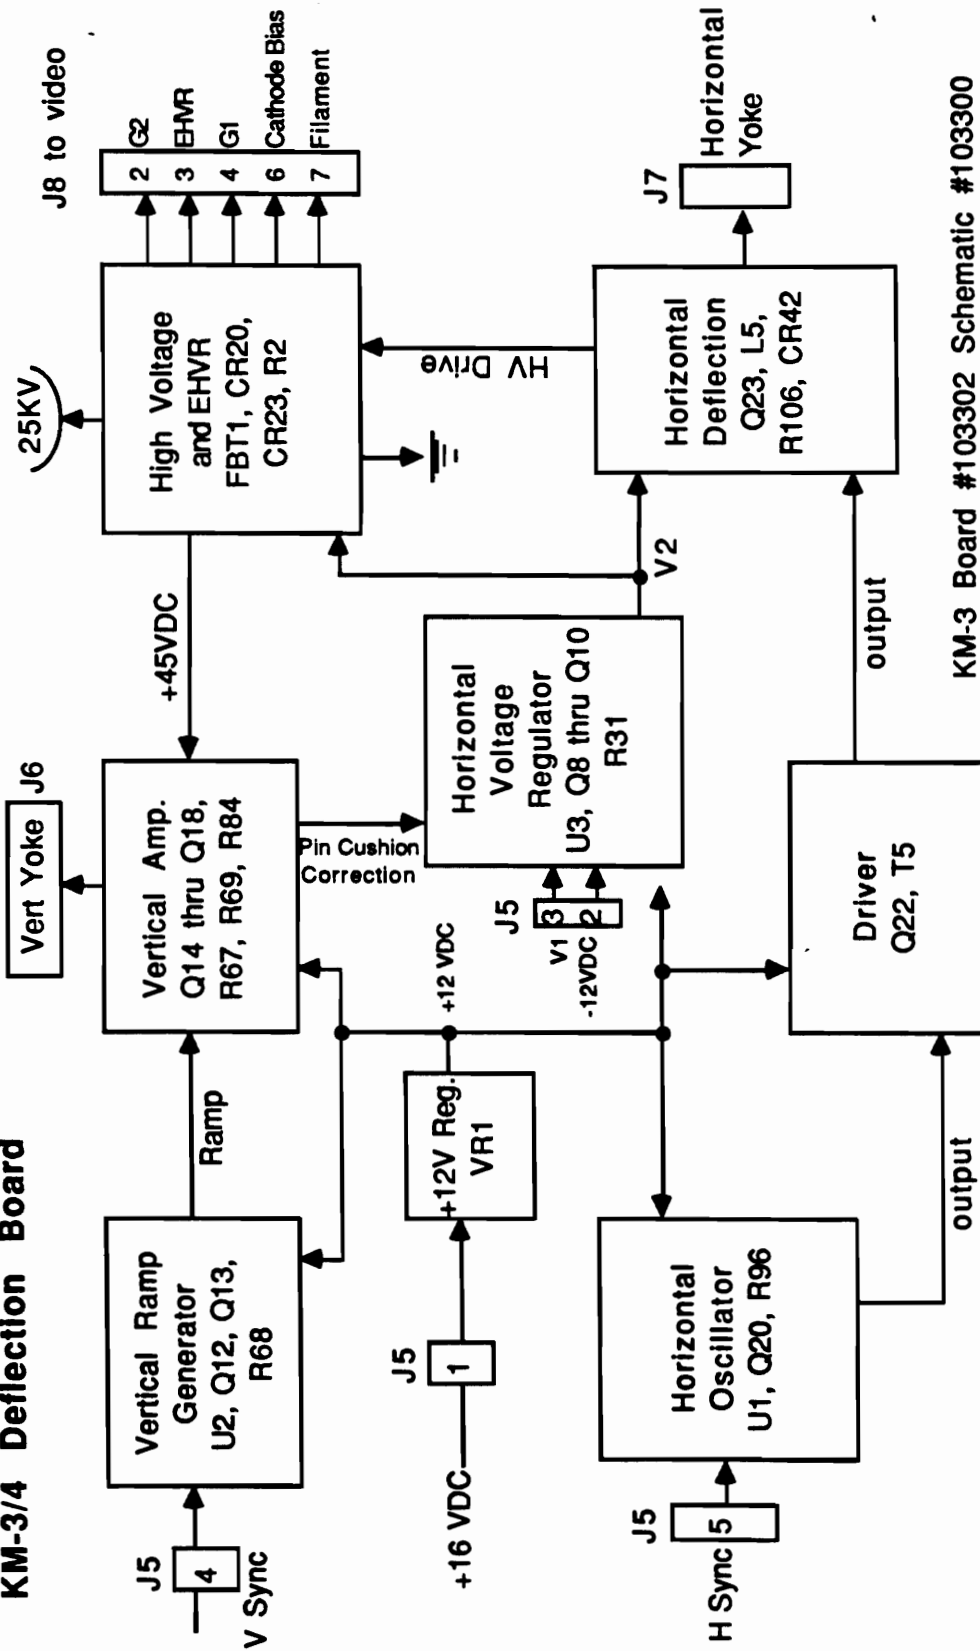 KM-3/4 Deflection Board
J5
4
V Sync
Vertical Ramp
Generator
U2, Q12, Q13,
R68
Ramp
Vert Yoke
J6
Vertical Amp.
Q14 thru Q18,
R67, R69, R84
+45VDC
25KV
High Voltage
and EHVR
FBT1, CR20,
CR23, R2
J8 to video
2
G2
3
EHVR
4
G1
6
Cathode Bias
7
Filament
+16 VDC
J5
1
+12V Reg.
VR1
+12 VDC
Pin Cushion
Correction
J5
3
2
V1
-12VDC
Horizontal
Voltage
Regulator
U3, Q8 thru Q10
R31
V2
HV Drive
J5
5
H Sync
Horizontal
Oscillator
U1, Q20, R96
output
Driver
Q22, T5
output
Horizontal
Deflection
Q23, L5,
R106, CR42
J7
Horizontal
Yoke
KM-3 Board #103302 Schematic #103300